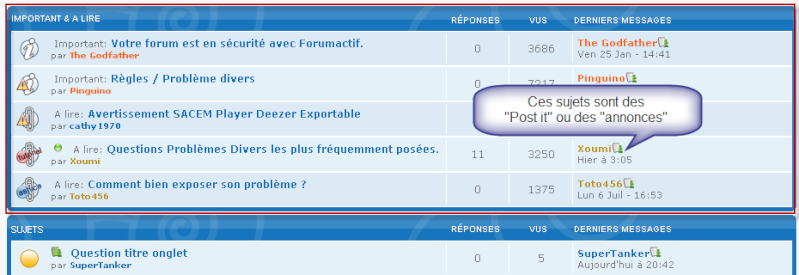 IMPORTANT & A LIRE RÉPONSES VUS DERNIERS MESSAGES
Important: Votre forum est en sécurité avec Forumactif. 0 3686 The Godfather
par The Godfather Ven 25 Jan - 14:41
Important: Règles / Problème divers 0 Pinguino
par Pinguino
Ces sujets sont des
"Post it" ou des "annonces"
A lire: Avertissement SACEM Player Deezer Exportable
par cathy1970
A lire: Questions Problèmes Divers les plus fréquemment posées. 11 3250 Xoumi
par Xoumi Hier à 3:05
A lire: Comment bien exposer son problème ? 0 1375 Toto456
par Toto456 Lun 6 Juil - 16:53
SUJETS RÉPONSES VUS DERNIERS MESSAGES
Question titre onglet 0 5 SuperTanker
par SuperTanker Aujourd'hui à 20:42